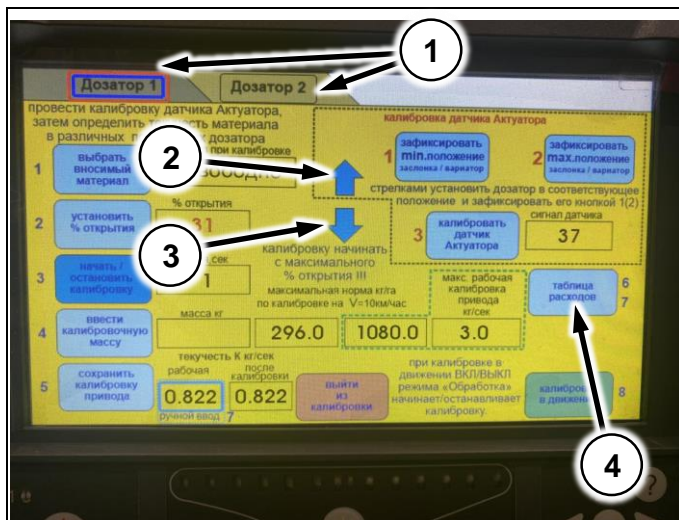 1
Дозатор 1
Дозатор 2
провести калибровку датчика Актуатора,
затем определить
материала
в различных
дозатора
при калибровке
калибровка датчика Актуатора
1
выбрать
вносимый
материал
2
1
зафиксировать
min.положение
заслонка / вариатор
2
зафиксировать
max.положение
заслонка / вариатор
стрелками установить дозатор в соответствующее
положение и зафиксировать его кнопкой 1(2)
2
установить
% открытия
% открытия
31
3
3
калибровать
датчик
Актуатора
сигнал датчика
37
3
начать /
остановить
калибровку
сек
1
калибровку начинать
с максимального
% открытия !!!
максимальная норма кг/га
по калибровке на V=10км/час
макс. рабочая
калибровка
привода
кг/сек
таблица
расходов
6
7
4
ввести
калибровочную
массу
масса кг
296.0
1080.0
3.0
5
сохранить
калибровку
привода
текучесть К кг/сек
рабочая
после
калибровки
0.822
0.822
ручной ввод
7
выйти
из
калибровки
при калибровке в
движении ВКЛ/ВЫКЛ
режима «Обработка»
начинает/останавливает
калибровку.
в движении
8
4
?